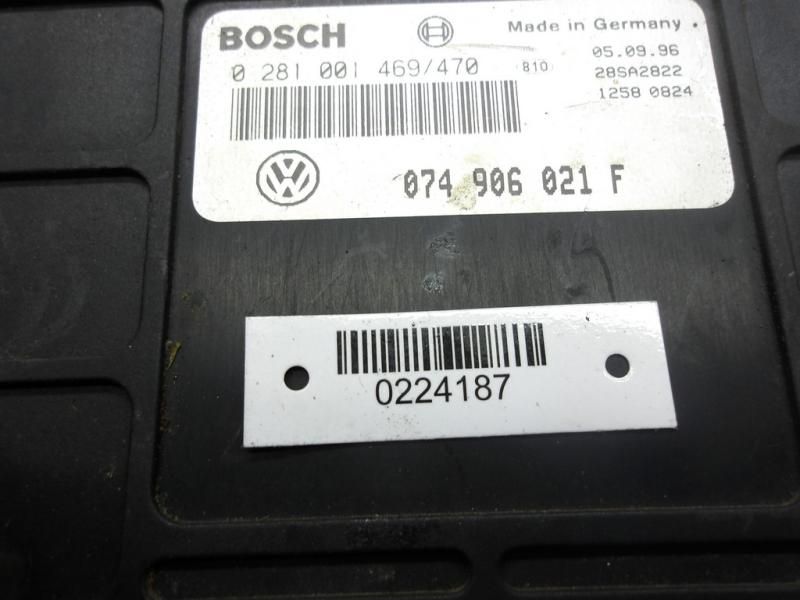 BOSCH
Made in Germany
0 281 001 469/470
810
05.09.96
28SA2822
1258 0824
VW
074 906 021 F
0224187